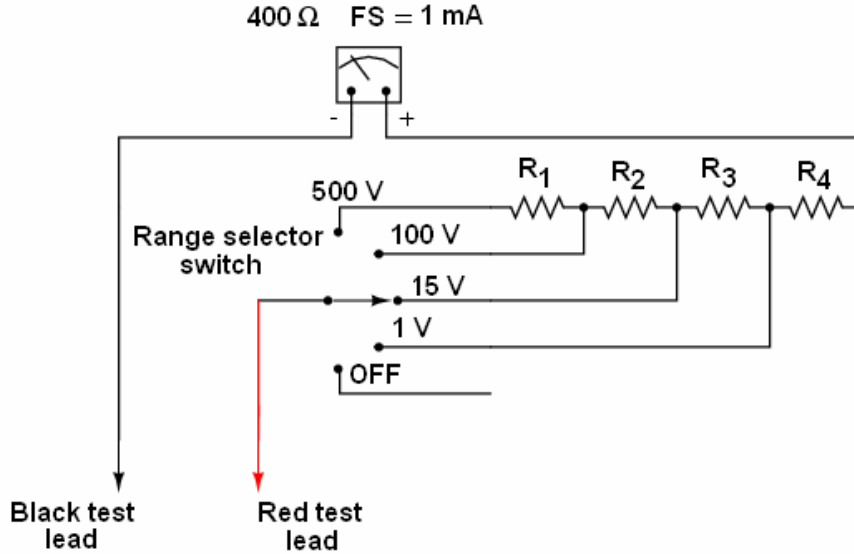 400 Ω FS = 1 mA
- +
R1 R2 R3 R4
500 V
Range selector
switch
100 V
15 V
1 V
OFF
Black test
lead
Red test
lead